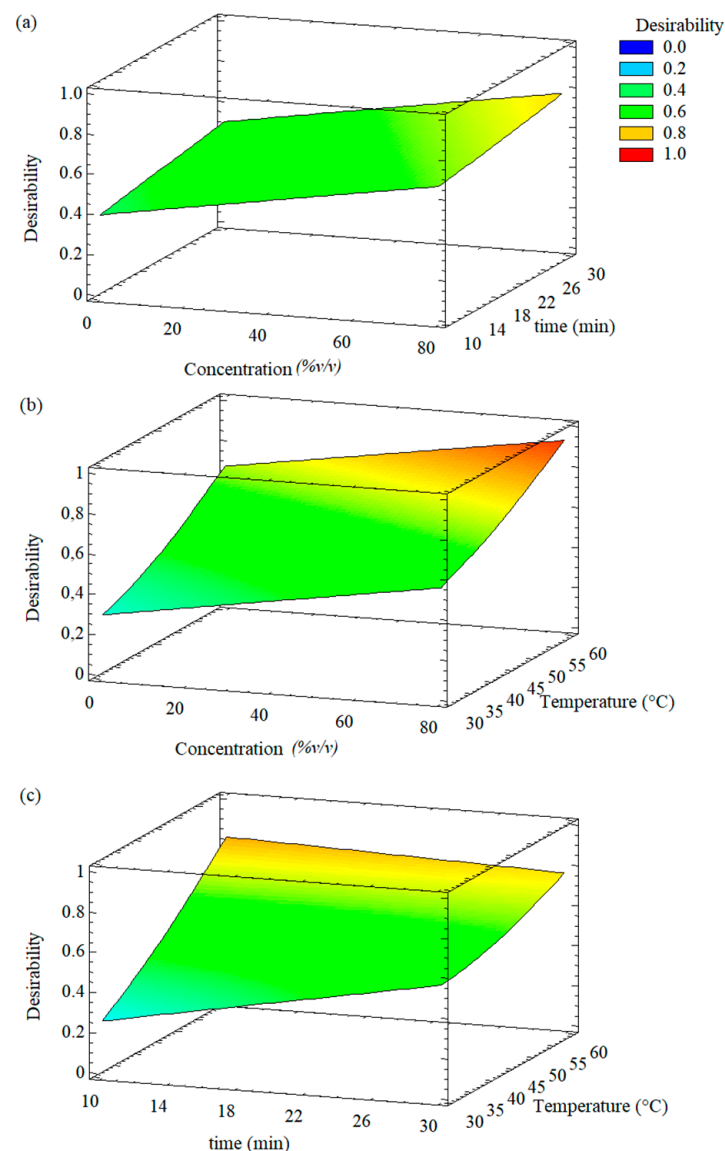 (a)
Desirability
0.0
0.2
0.4
0.6
0.8
1.0
1.0
0.8
0.6
0.4
0.2
0
Desirability
0 20 40 60 80
Concentration (%v/v)
10 14 18 22 26 30
time (min)
(b)
1
0.8
0.6
0,4
0.2
0
Desirability
0 20 40 60 80
Concentration (%v/v)
30 35 40 45 50 55 60
Temperature (°C)
(c)
1
0.8
0.6
0.4
0.2
0
Desirability
10 14 18 22 26 30
time (min)
30 35 40 45 50 55 60
Temperature (°C)